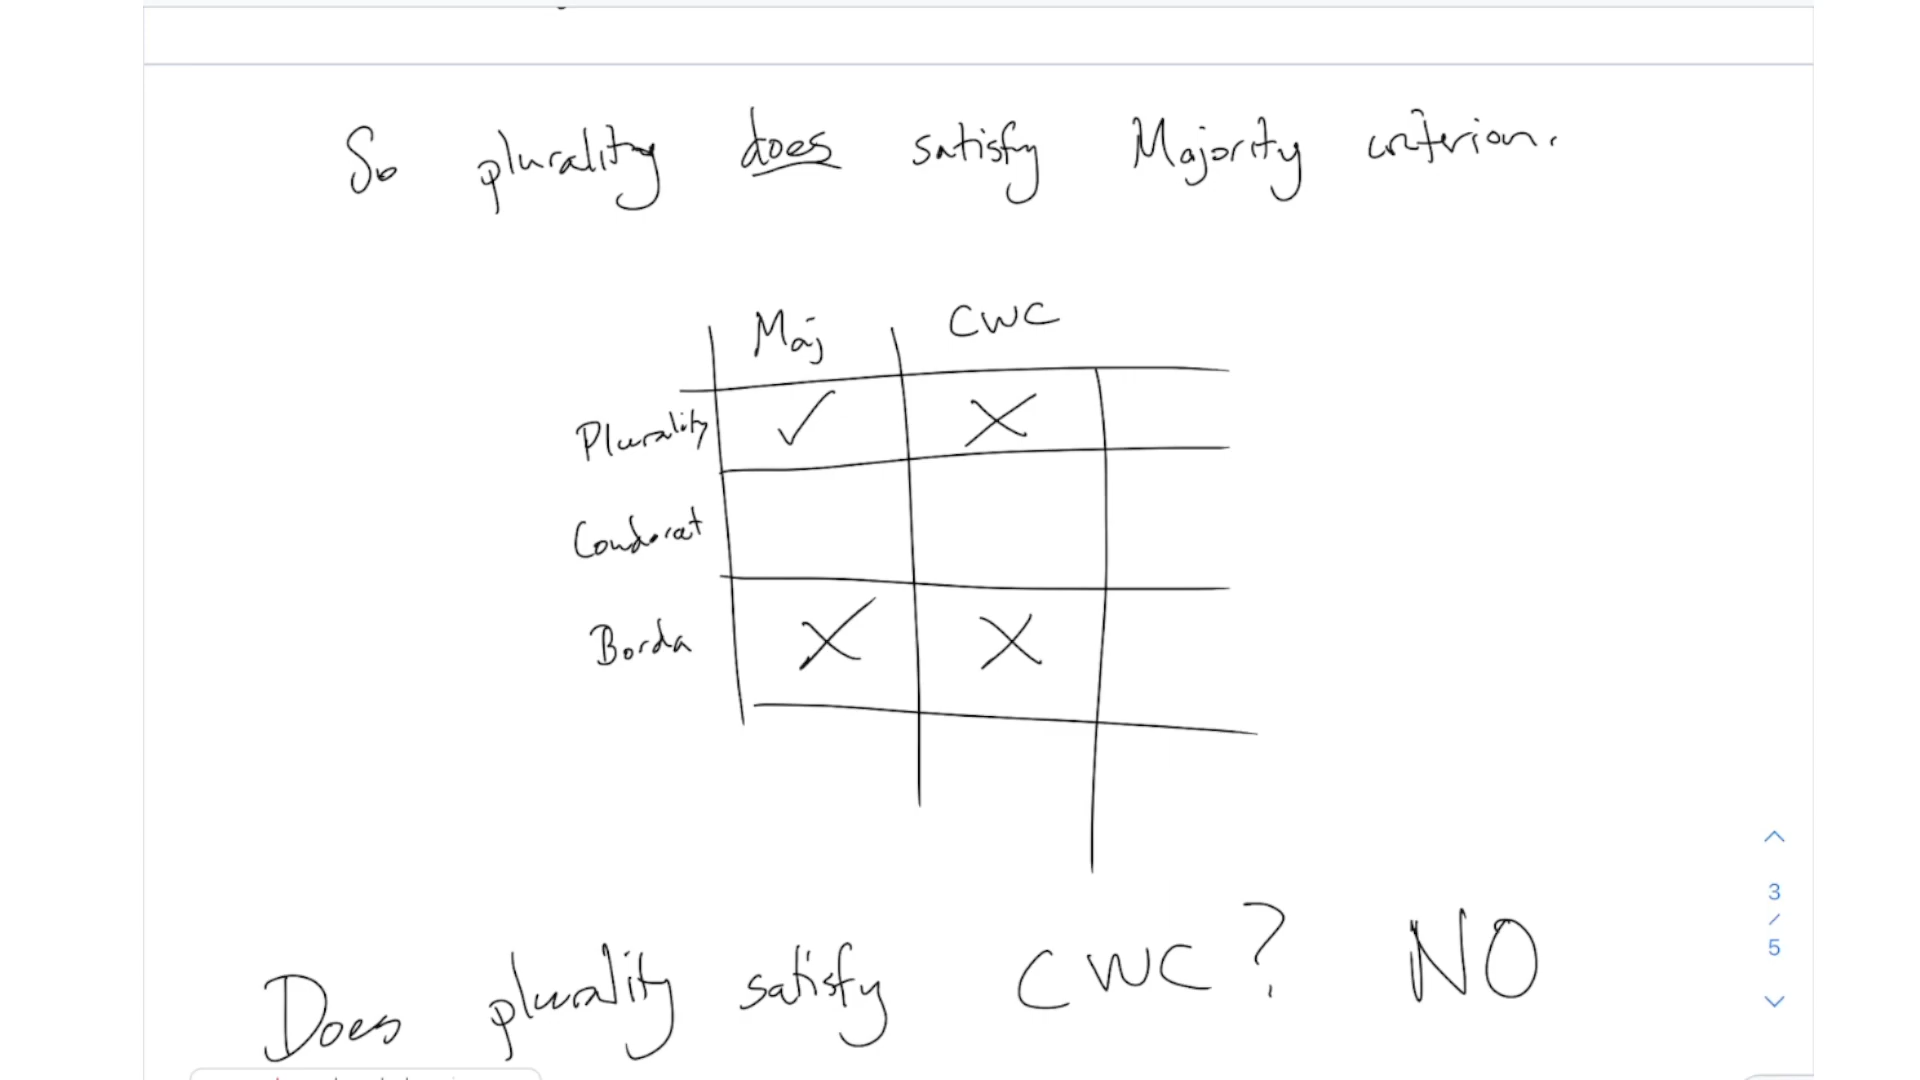 So plurality does satisfy Majority criterion.
Maj CWC
Plurality ✓ X
Condorcet
Borda X X
3
/
5
Does plurality satisfy CWC? NO